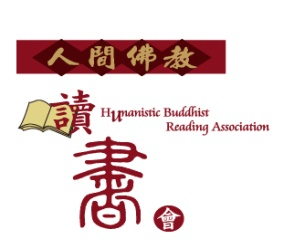 人間佛教
讀
Humanistic Buddhist
Reading Association
書
會